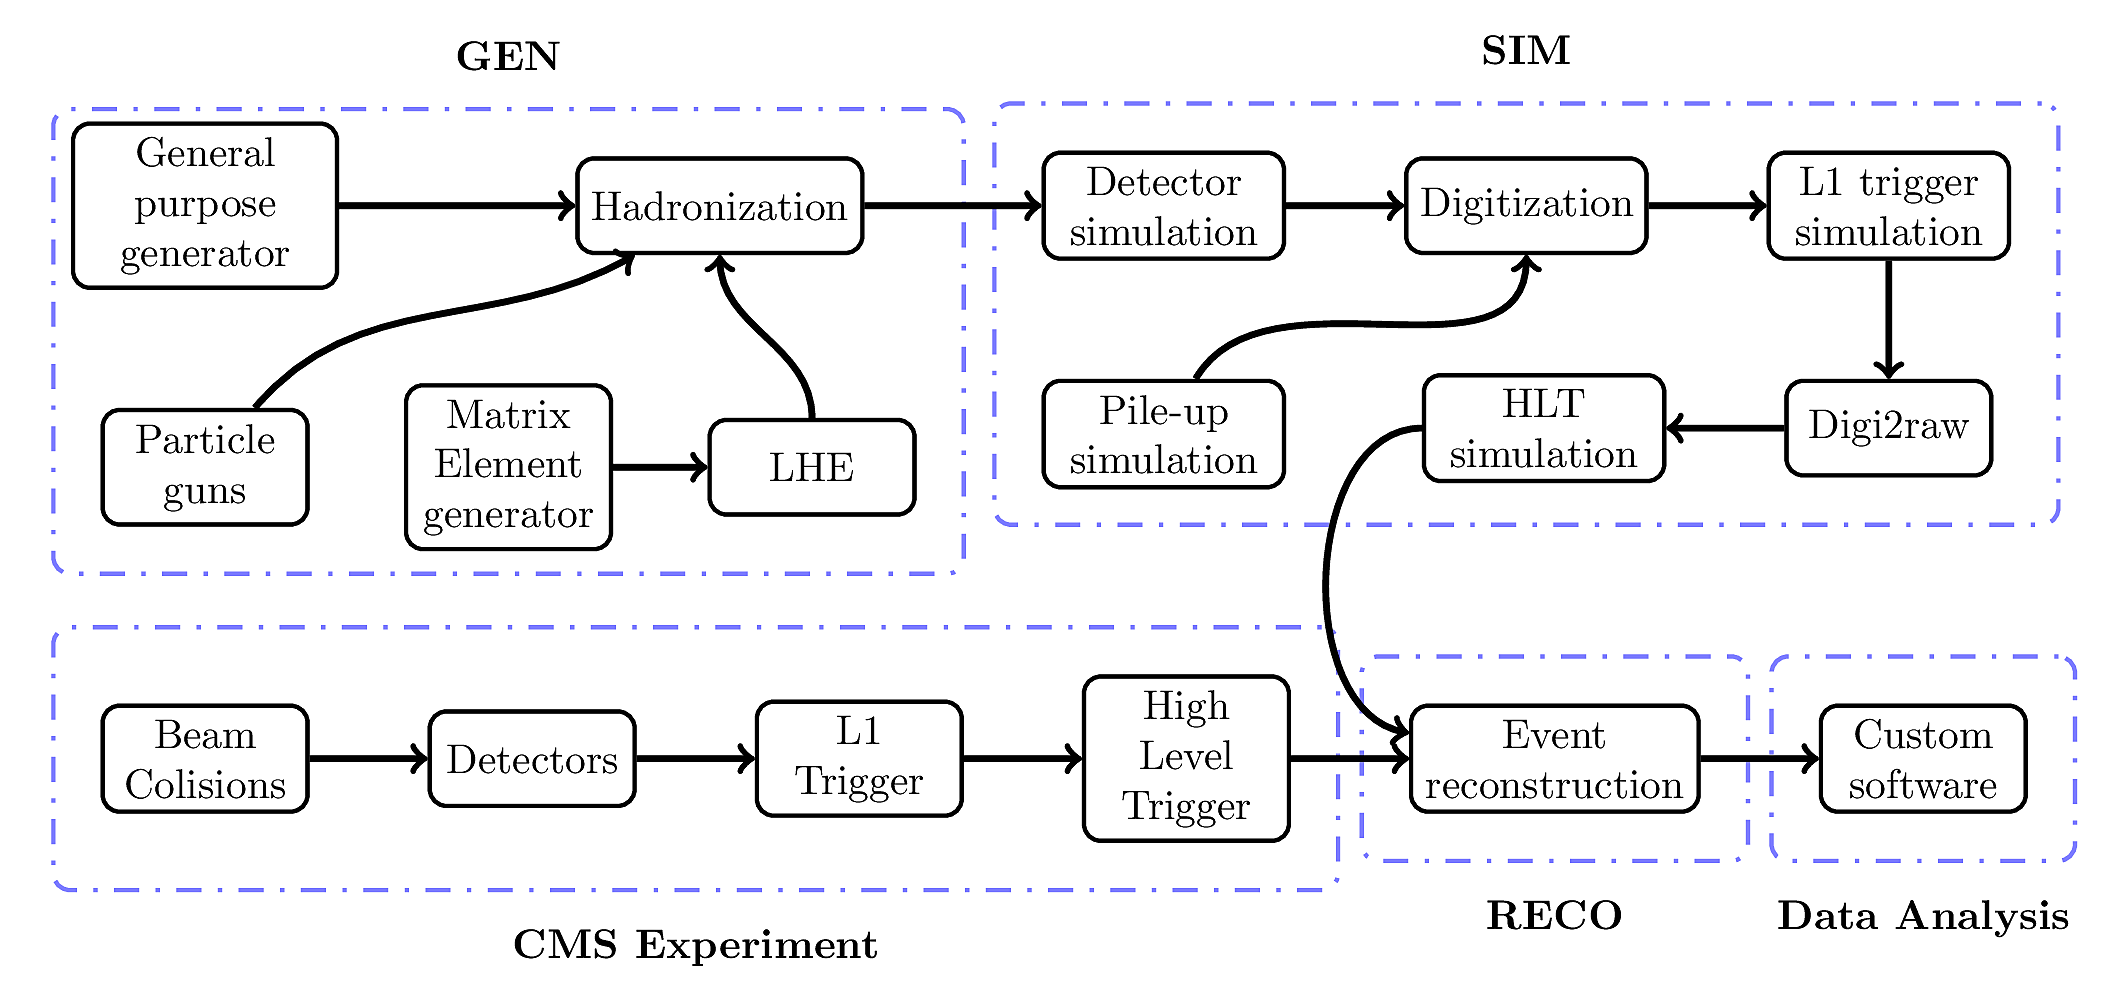 GEN
General
purpose
generator
Hadronization
Particle
guns
Matrix
Element
generator
LHE
SIM
Detector
simulation
Digitization
L1 trigger
simulation
Pile-up
simulation
HLT
simulation
Digi2raw
Beam
Colisions
Detectors
L1
Trigger
High
Level
Trigger
CMS Experiment
Event
reconstruction
RECO
Custom
software
Data Analysis